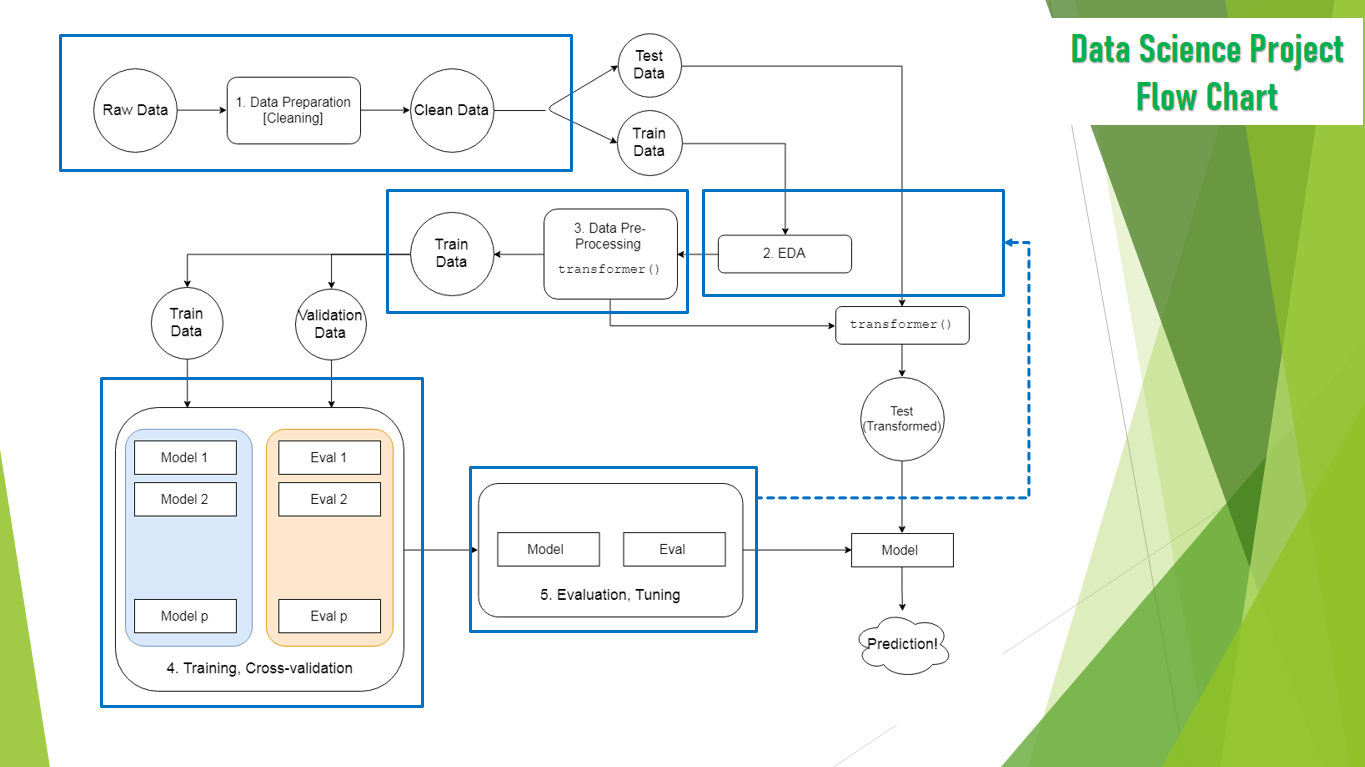 Data Science Project
Flow Chart
Raw Data
1. Data Preparation
[Cleaning]
Clean Data
Test
Data
Train
Data
2. EDA
3. Data Pre-
Processing
transformer()
Train
Data
Train
Data
Validation
Data
transformer()
Test
(Transformed)
Model 1
Model 2
Model p
Eval 1
Eval 2
Eval p
4. Training, Cross-validation
Model
Eval
5. Evaluation, Tuning
Model
Prediction!